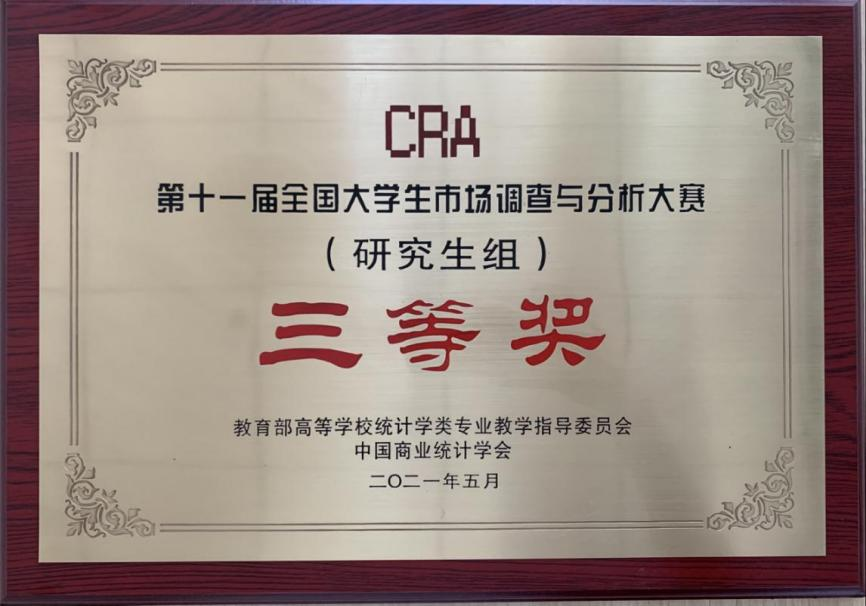 CRA
第十一届全国大学生市场调查与分析大赛
（研究生组）
三等奖
教育部高等学校统计学类专业教学指导委员会
中国商业统计学会
二〇二一年五月